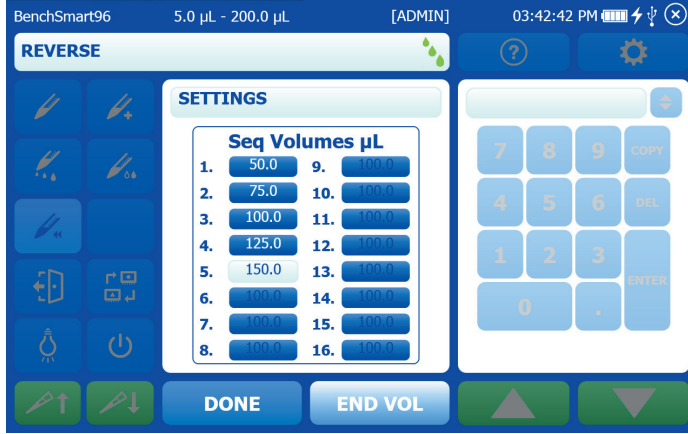 BenchSmart96 5.0 µL - 200.0 µL [ADMIN] 03:42:42 PM
REVERSE
?
SETTINGS
Seq Volumes µL
1. 50.0 9. 100.0
2. 75.0 10. 100.0
3. 100.0 11. 100.0
4. 125.0 12. 100.0
5. 150.0 13. 100.0
6. 100.0 14. 100.0
7. 100.0 15. 100.0
8. 100.0 16. 100.0
7 8 9 COPY
4 5 6 DEL
1 2 3 ENTER
0 .
DONE END VOL